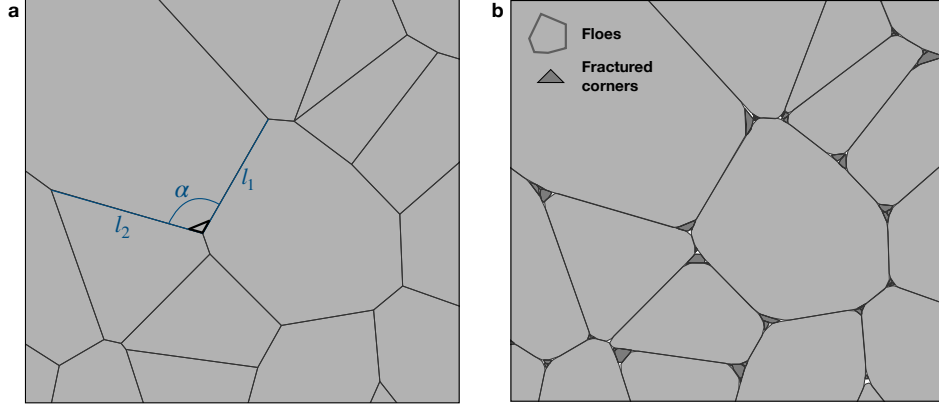 a
α
l1
l2
b
Floes
Fractured
corners